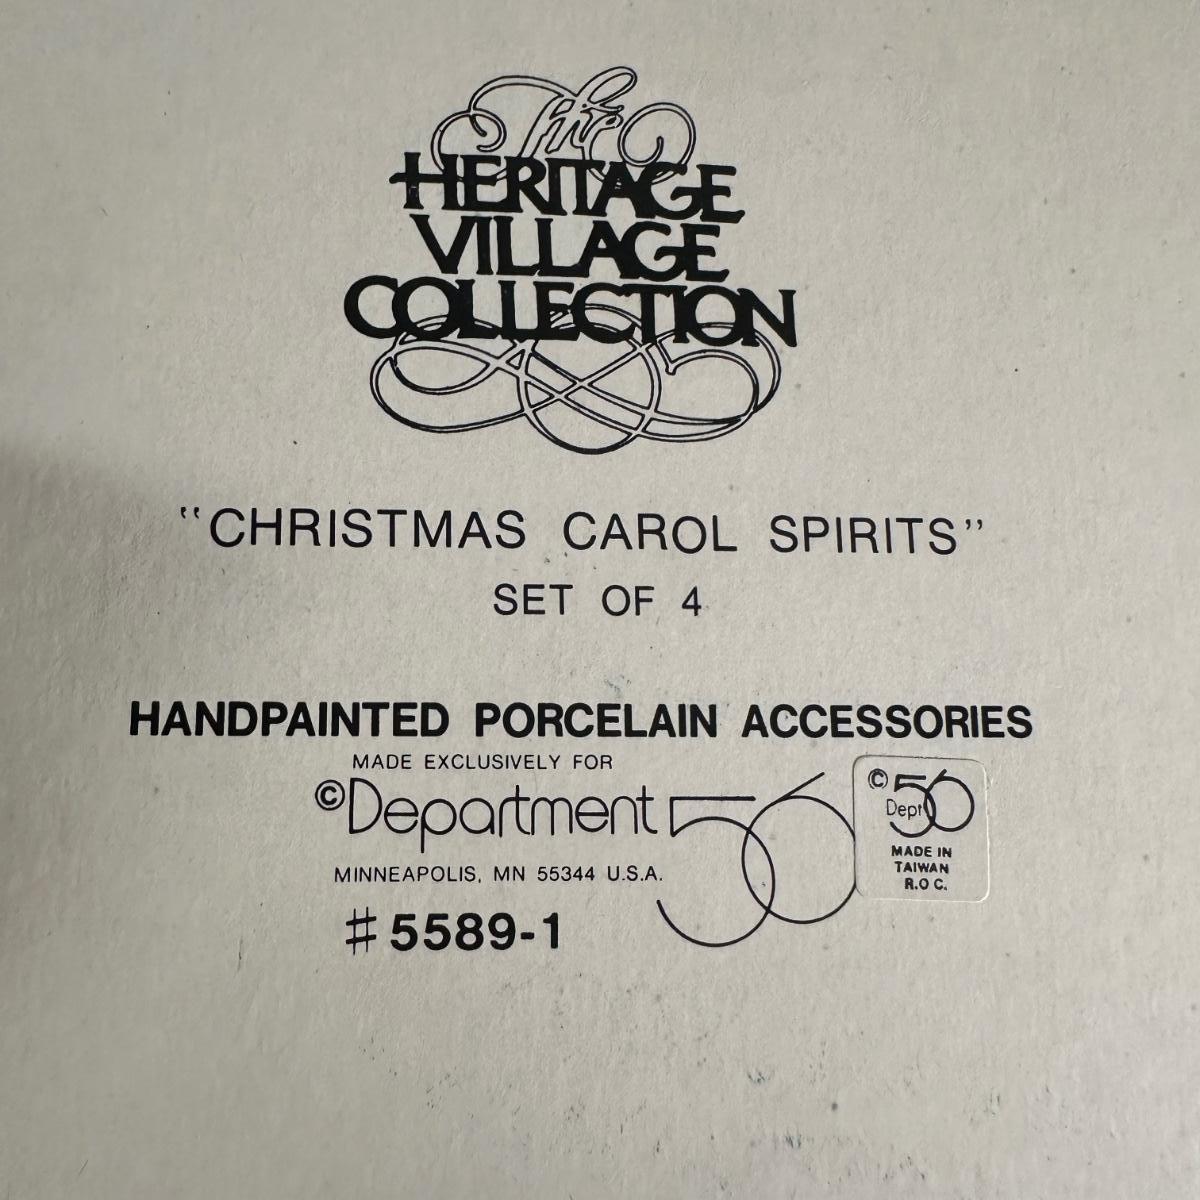 The
HERITAGE
VILLAGE
COLLECTION
"CHRISTMAS CAROL SPIRITS"
SET OF 4
HANDPAINTED PORCELAIN ACCESSORIES
MADE EXCLUSIVELY FOR
©Department 56
MINNEAPOLIS, MN 55344 U.S.A.
#5589-1
© 56
Dept
MADE IN
TAIWAN
R.O C.